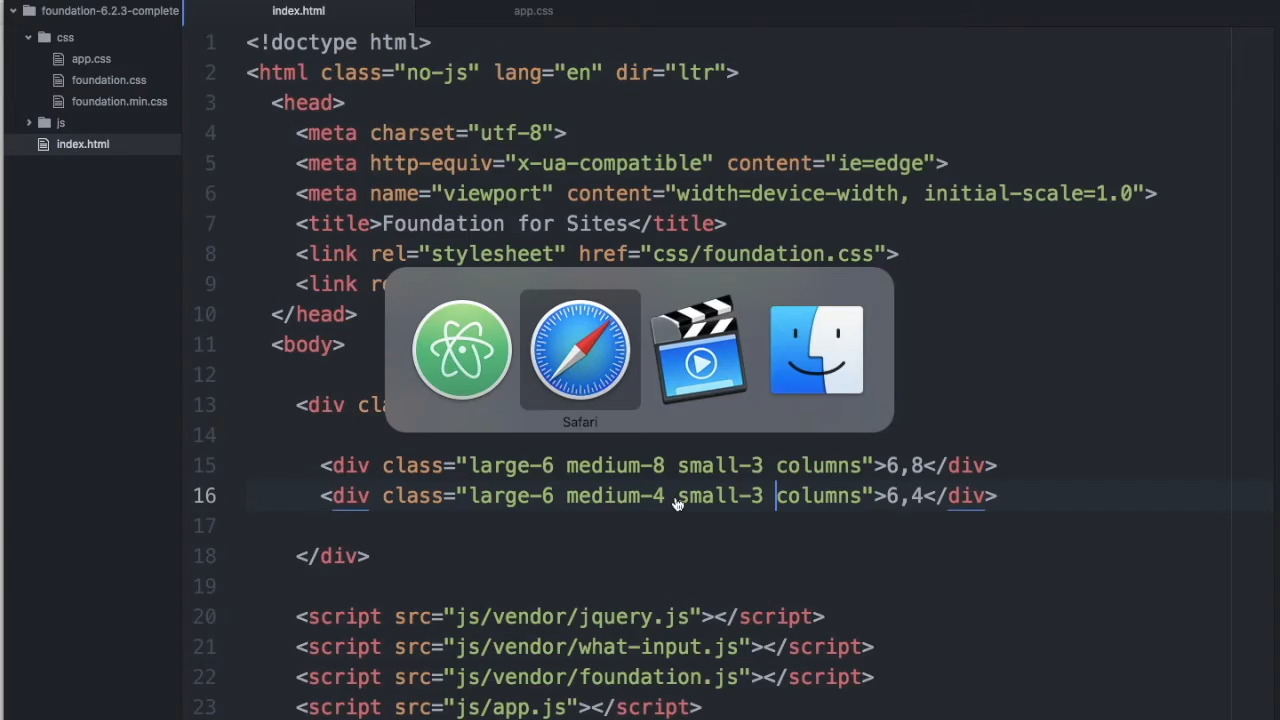 foundation-6.2.3-complete
index.html
app.css
css
app.css
foundation.css
foundation.min.css
js
index.html
1 <!doctype html>
2 <html class="no-js" lang="en" dir="ltr">
3 <head>
4 <meta charset="utf-8">
5 <meta http-equiv="x-ua-compatible" content="ie=edge">
6 <meta name="viewport" content="width=device-width, initial-scale=1.0">
7 <title>Foundation for Sites</title>
8 <link rel="stylesheet" href="css/foundation.css">
9 <link re
10 </head>
11 <body>
12
13 <div cla
14
Safari
15 <div class="large-6 medium-8 small-3 columns">6,8</div>
16 <div class="large-6 medium-4 small-3 columns">6,4</div>
17
18 </div>
19
20 <script src="js/vendor/jquery.js"></script>
21 <script src="js/vendor/what-input.js"></script>
22 <script src="js/vendor/foundation.js"></script>
23 <script src="js/app.js"></script>